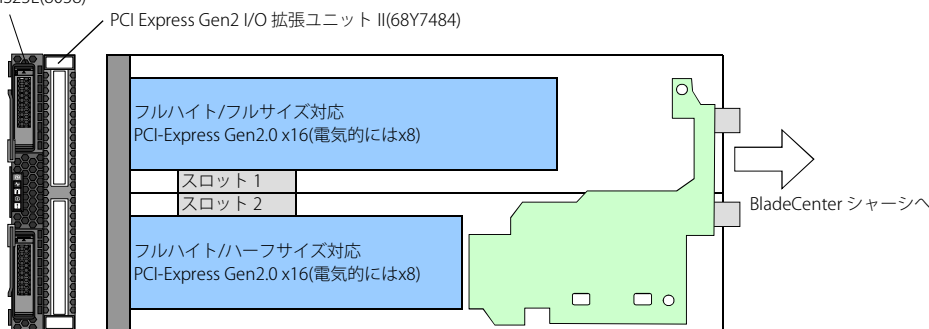 PCI Express Gen2 I/O 拡張ユニット II(68Y7484)
フルハイト/フルサイズ対応
PCI-Express Gen2.0 x16(電気的にはx8)
スロット 1
スロット 2
BladeCenter シャーシへ
フルハイト/ハーフサイズ対応
PCI-Express Gen2.0 x16(電気的にはx8)